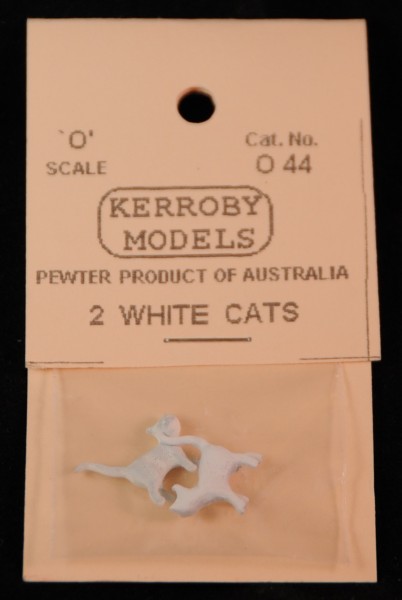 `O' Cat. No.
SCALE O 44
KERROBY
MODELS
PEWTER PRODUCT OF AUSTRALIA
2 WHITE CATS